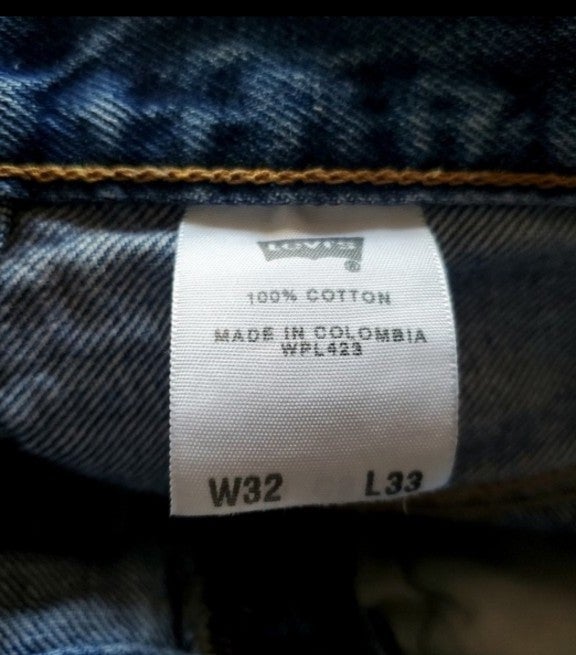 Levi's ®
100% COTTON
MADE IN COLOMBIA
WPL423
W32 L33